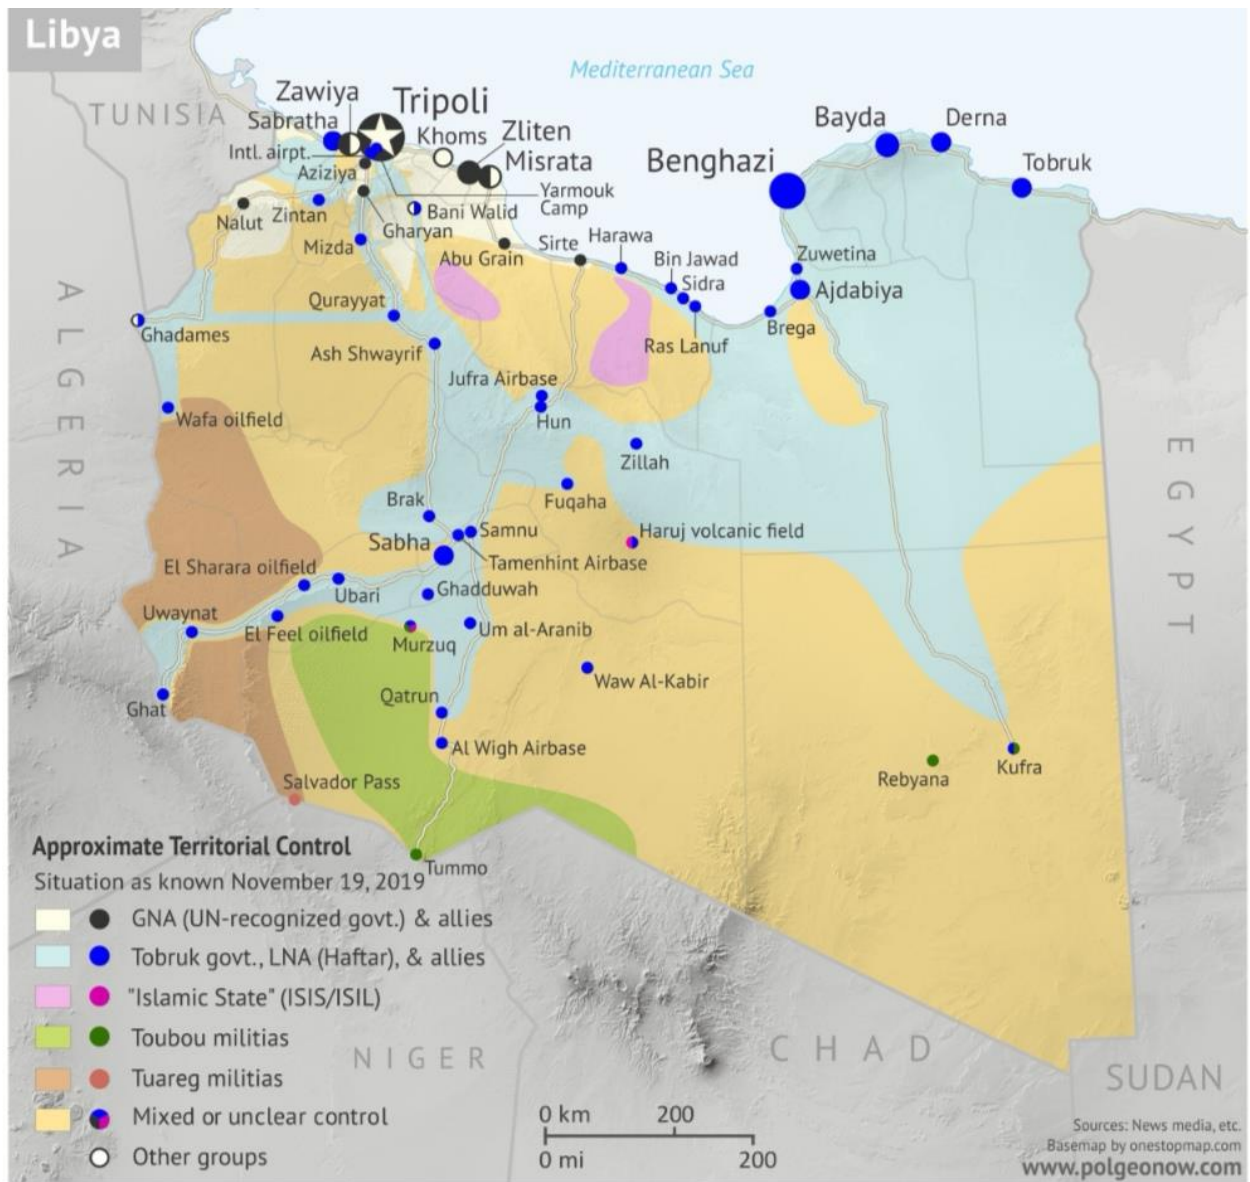 Libya
Mediterranean Sea
TUNISIA
Zawiya
Tripoli
Sabratha
Khoms
Zliten
Intl. airpt.
Misrata
Aziziya
Yarmouk
Camp
Nalut
Zintan
Bani Walid
Gharyan
Mizda
Abu Grain
Sirte
Harawa
Bin Jawad
Sidra
Ras Lanuf
Benghazi
Bayda
Derna
Tobruk
Zuwetina
Ajdabiya
Brega
ALGERIA
Qurayyat
Ghadames
Ash Shwayrif
Jufra Airbase
Hun
Wafa oilfield
Zillah
EGYPT
Brak
Fuqaha
Samnu
Haruj volcanic field
Sabha
Tamenhint Airbase
El Sharara oilfield
Ubari
Ghadduwah
Uwaynat
El Feel oilfield
Murzuq
Um al-Aranib
Waw Al-Kabir
Ghat
Qatrun
Al Wigh Airbase
Rebyana
Kufra
Salvador Pass
Tummo
Approximate Territorial Control
Situation as known November 19, 2019
GNA (UN-recognized govt.) & allies
Tobruk govt., LNA (Haftar), & allies
"Islamic State" (ISIS/ISIL)
Toubou militias
Tuareg militias
Mixed or unclear control
Other groups
NIGER
CHAD
SUDAN
0 km 200
0 mi 200
Sources: News media, etc.
Basemap by onestopmap.com
www.polgeonow.com